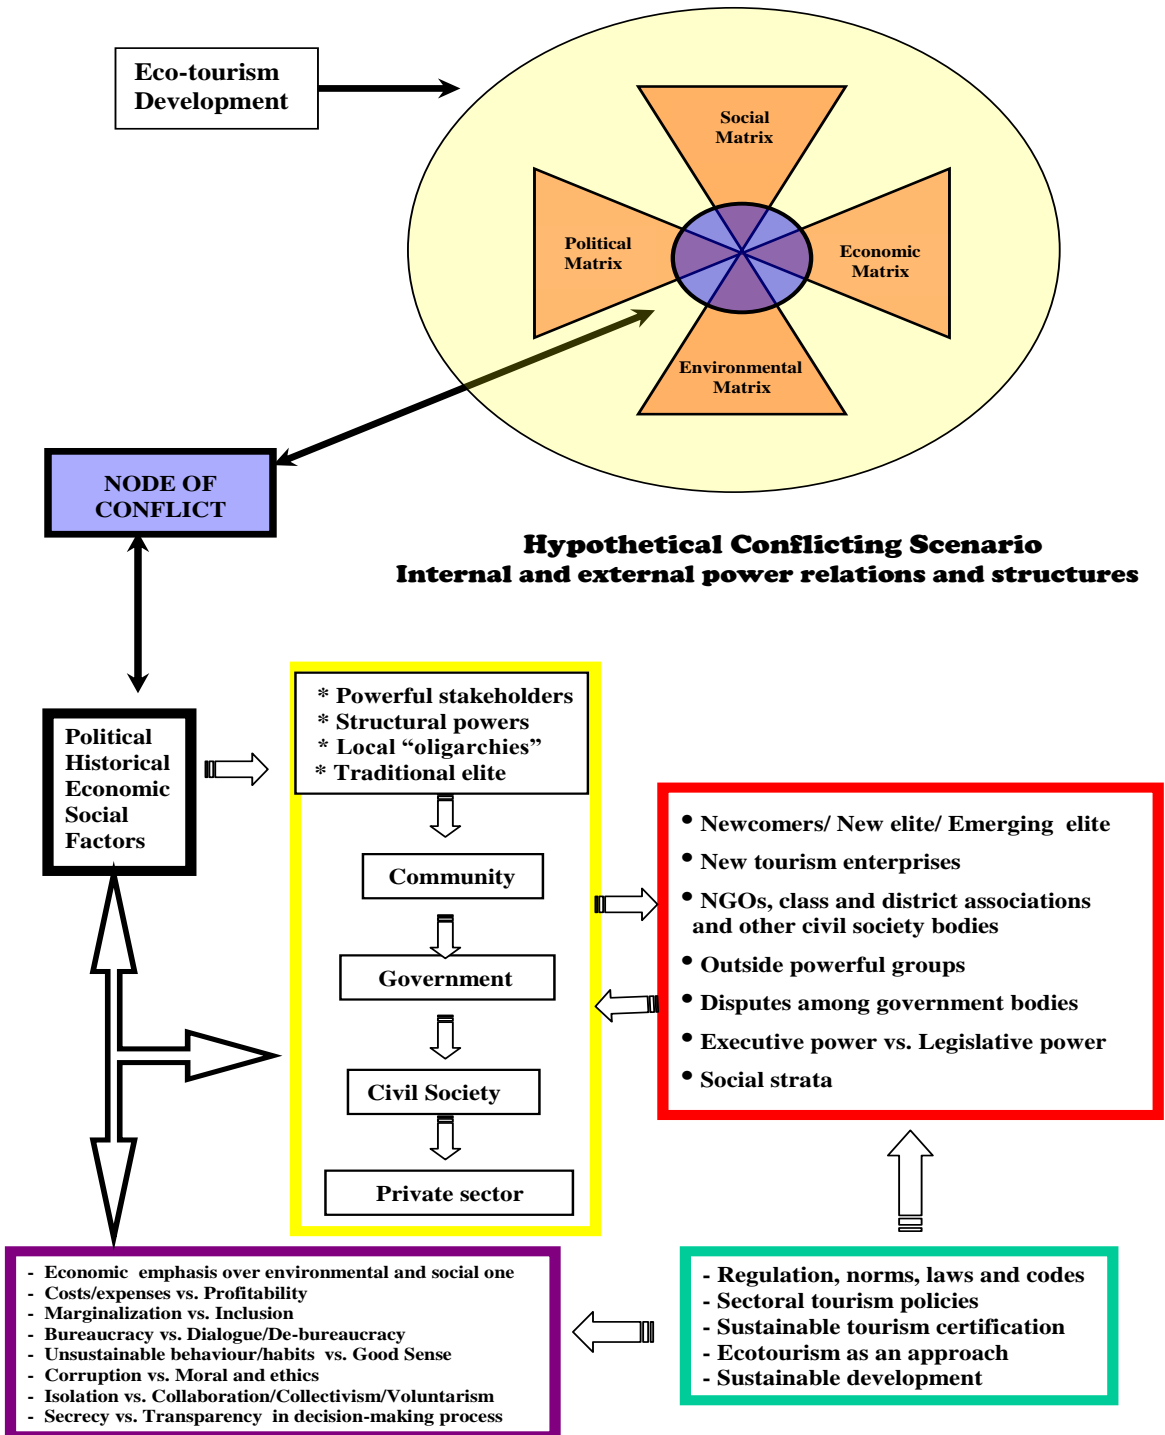 Eco-tourism
Development
Social
Matrix
Political
Matrix
Economic
Matrix
Environmental
Matrix
NODE OF
CONFLICT
Hypothetical Conflicting Scenario
Internal and external power relations and structures
Political
Historical
Economic
Social
Factors
* Powerful stakeholders
* Structural powers
* Local “oligarchies”
* Traditional elite
Community
Government
Civil Society
Private sector
• Newcomers/ New elite/ Emerging elite
• New tourism enterprises
• NGOs, class and district associations
and other civil society bodies
• Outside powerful groups
• Disputes among government bodies
• Executive power vs. Legislative power
• Social strata
- Economic emphasis over environmental and social one
- Costs/expenses vs. Profitability
- Marginalization vs. Inclusion
- Bureaucracy vs. Dialogue/De-bureaucracy
- Unsustainable behaviour/habits vs. Good Sense
- Corruption vs. Moral and ethics
- Isolation vs. Collaboration/Collectivism/Voluntarism
- Secrecy vs. Transparency in decision-making process
- Regulation, norms, laws and codes
- Sectoral tourism policies
- Sustainable tourism certification
- Ecotourism as an approach
- Sustainable development